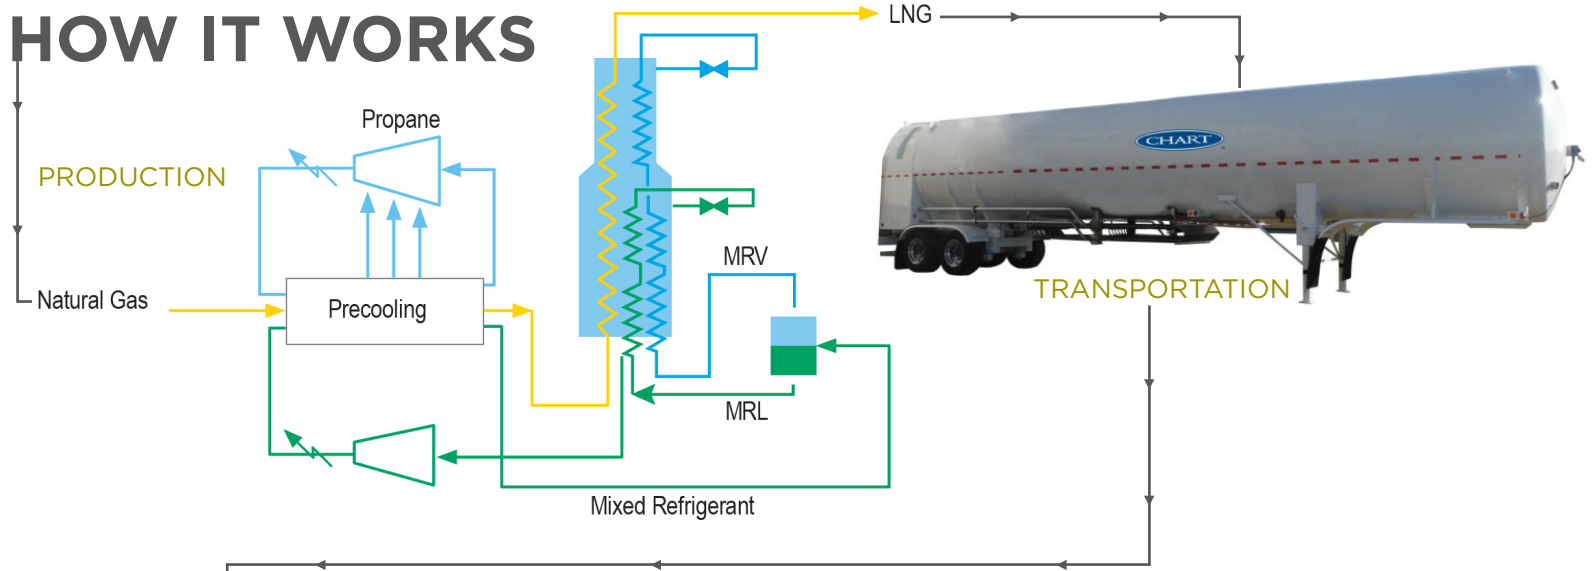 HOW IT WORKS
LNG
Propane
CHART
PRODUCTION
MRV
TRANSPORTATION
Natural Gas
Precooling
MRL
Mixed Refrigerant